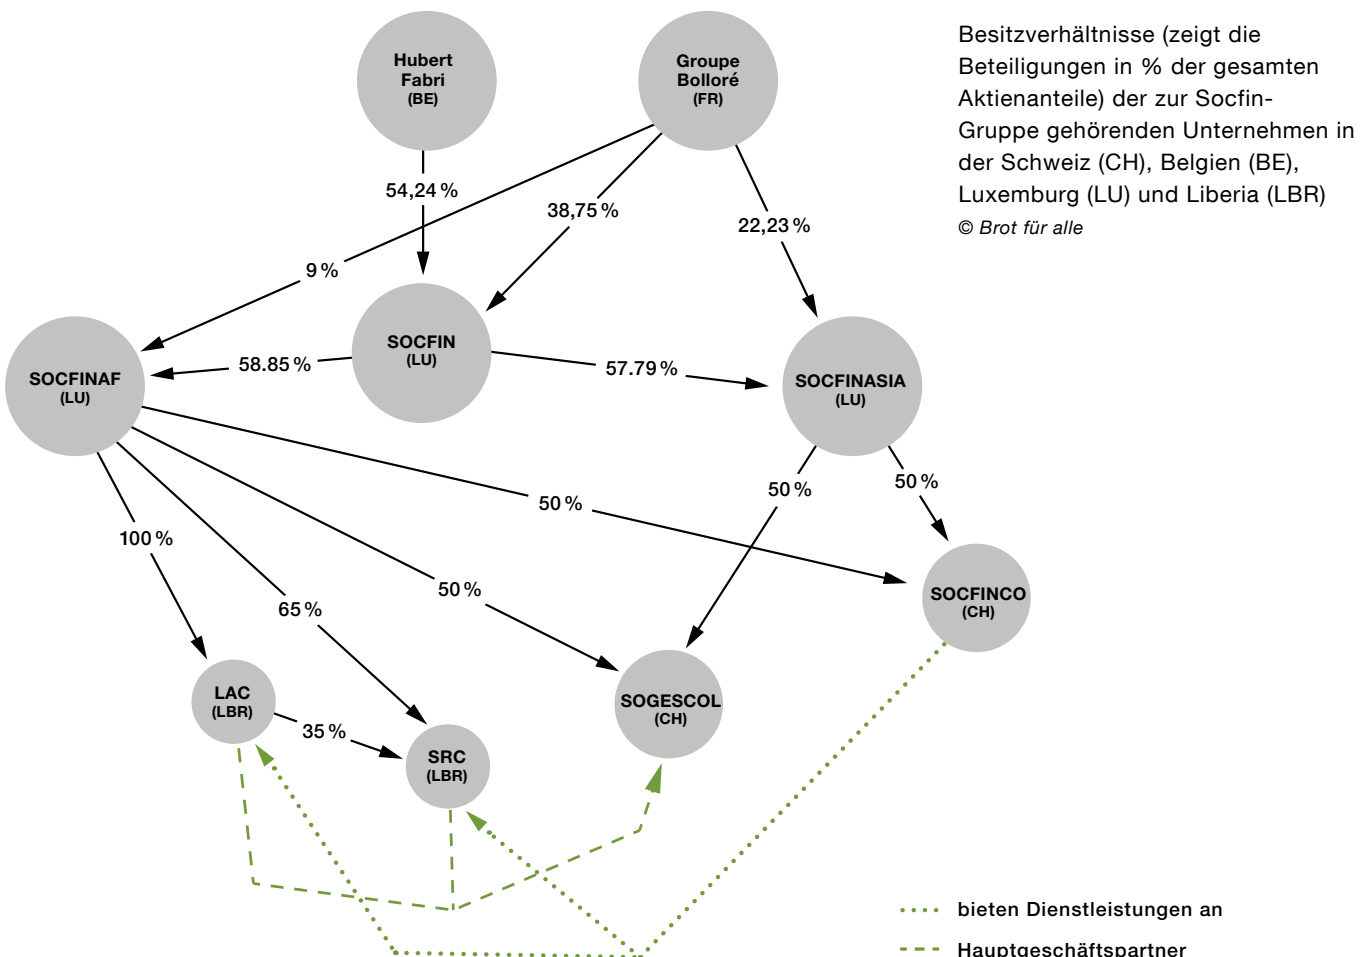 Hubert
Fabri
(BE)
Groupe
Bolloré
(FR)
Besitzverhältnisse (zeigt die
Beteiligungen in % der gesamten
Aktienanteile) der zur Socfin-
Gruppe gehörenden Unternehmen in
der Schweiz (CH), Belgien (BE),
Luxemburg (LU) und Liberia (LBR)
© Brot für alle
54,24 %
38,75 %
22,23 %
9 %
SOCFIN
(LU)
58.85 %
57.79 %
SOCFINAF
(LU)
SOCFINASIA
(LU)
50 %
50 %
50 %
100 %
50 %
65 %
SOCFINCO
(CH)
LAC
(LBR)
SOGESCOL
(CH)
35 %
SRC
(LBR)
bieten Dienstleistungen an
Hauptgeschäftspartner